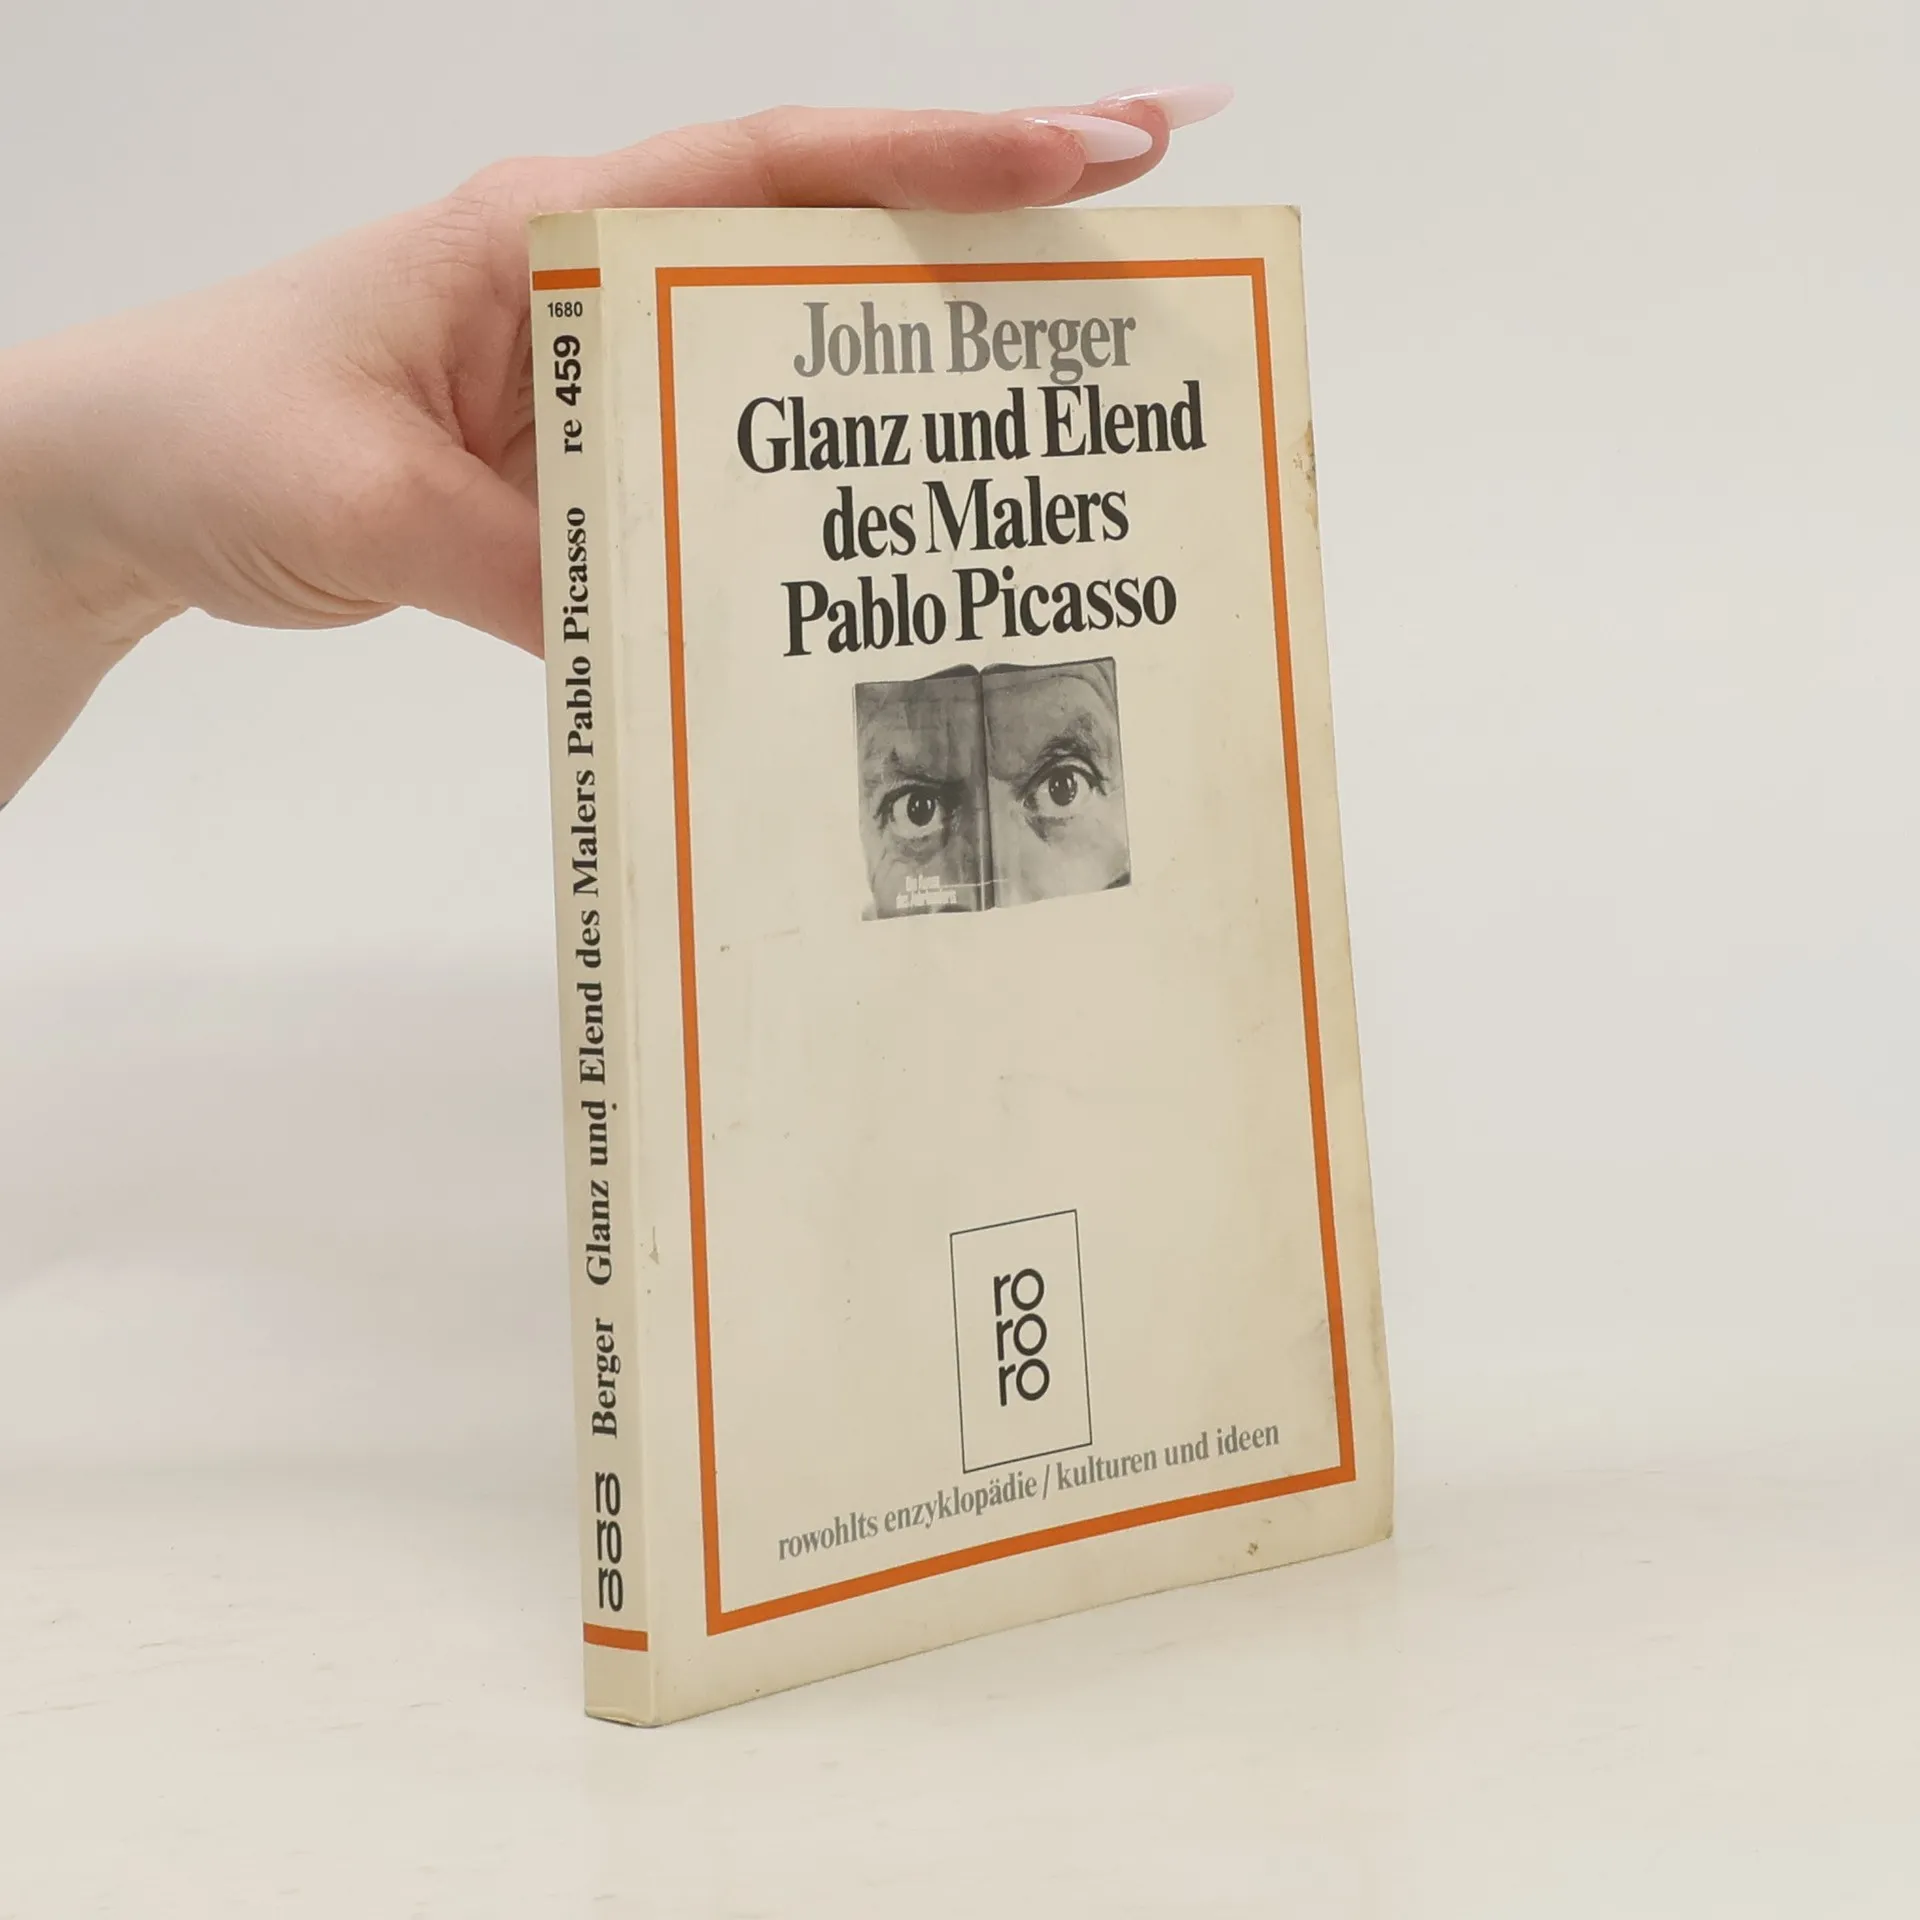 John Berger
Glanz und Elend
des Malers
Pablo Picasso
ro
ro
ro
rowohlts enzyklopädie / kulturen und ideen
1680
re 459
Berger Glanz und Elend des Malers Pablo Picasso
ro ro ro